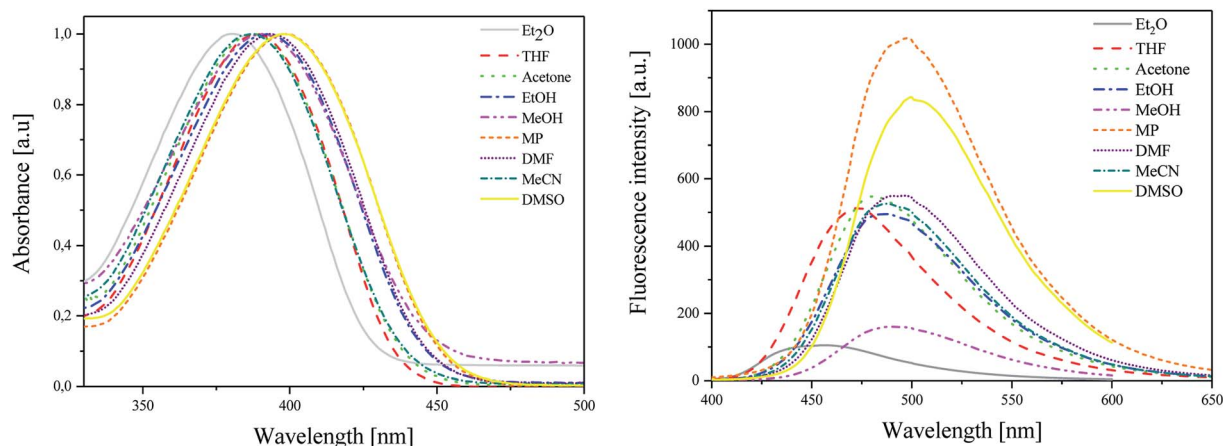 Absorbance [a.u]
1,0
0,8
0,6
0,4
0,2
0,0
350
400
450
500
Wavelength [nm]
Et2O
THF
Acetone
EtOH
MeOH
MP
DMF
MeCN
DMSO
Fluorescence intensity [a.u.]
1000
800
600
500
400
200
100
0
400
450
500
550
600
650
Wavelength [nm]
Et2O
THF
Acetone
EtOH
MeOH
MP
DMF
MeCN
DMSO